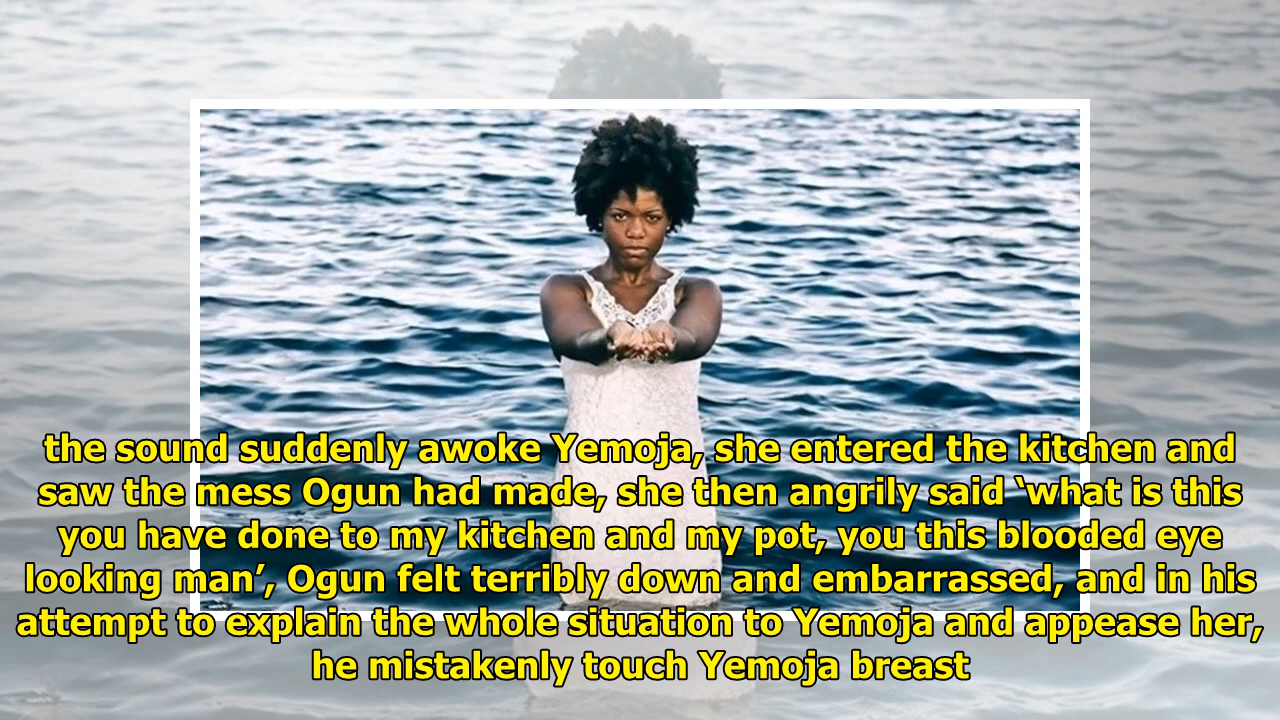 the sound suddenly awoke Yemoja, she entered the kitchen and
saw the mess Ogun had made, she then angrily said ‘what is this
you have done to my kitchen and my pot, you this blooded eye
looking man’, Ogun felt terribly down and embarrassed, and in his
attempt to explain the whole situation to Yemoja and appease her,
he mistakenly touch Yemoja breast